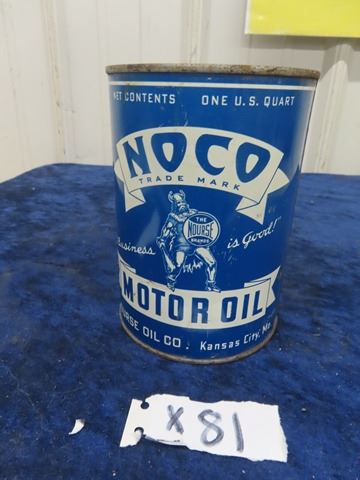 NET CONTENTS ONE U.S. QUART
NOCO
TRADE MARK
THE
NOURSE
BRANDS
"Business is Good!"
MOTOR OIL
URSE OIL CO. Kansas City, Mo
X81